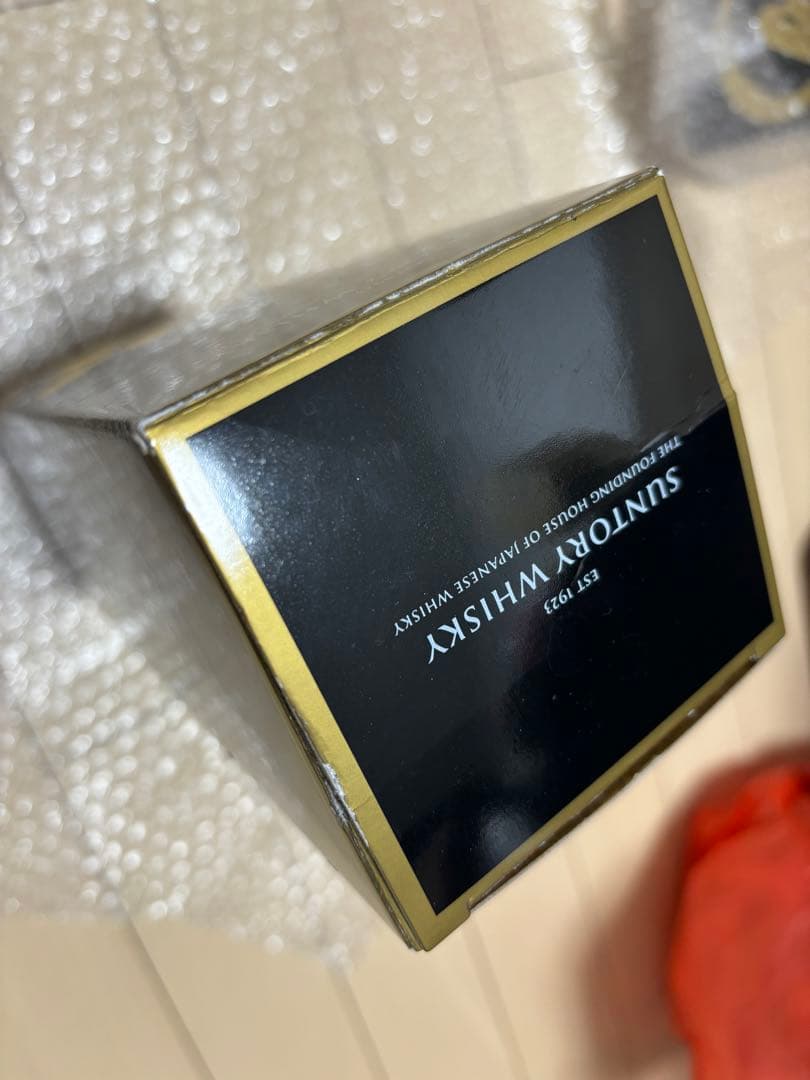 EST 1923
SUNTORY WHISKY
THE FOUNDING HOUSE OF JAPANESE WHISKY